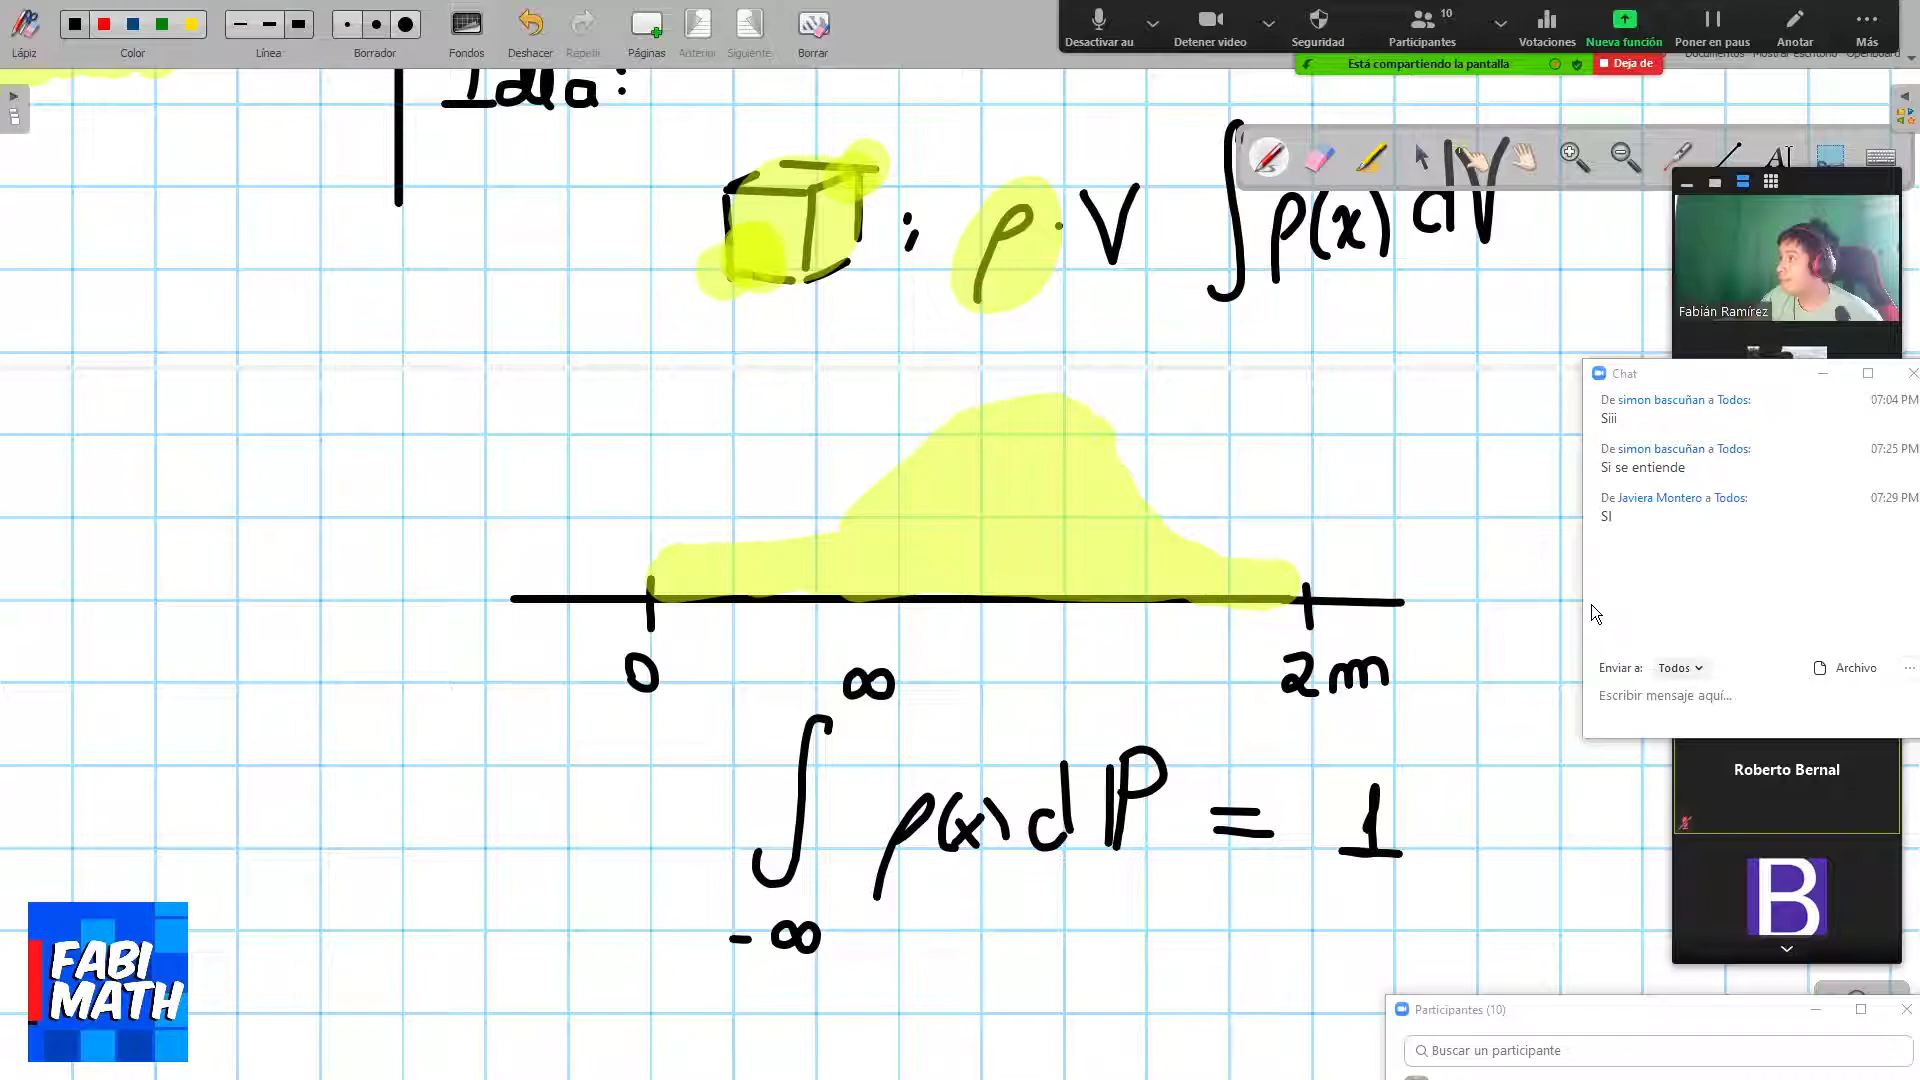 Lápiz
Color
Línea
Borrador
Fondos
Deshacer
Repetir
Páginas
Anterior
Siguiente
Borrar
Desactivar au
Detener video
Seguridad
10
Participantes
Votaciones
Nueva función
Poner en paus
Anotar
Más
Está compartiendo la pantalla
Deja de
Idea:
; ρ · V ∫ρ(x) dV
Fabián Ramírez
Chat
De simon bascuñan a Todos: 07:04 PM
Siii
De simon bascuñan a Todos: 07:25 PM
Si se entiende
De Javiera Montero a Todos: 07:29 PM
SI
Enviar a: Todos
Archivo
Escribir mensaje aquí...
0
2m
∞
∫ρ(x) dℙ = 1
-∞
Roberto Bernal
B
FABI
MATH
Participantes (10)
Buscar un participante